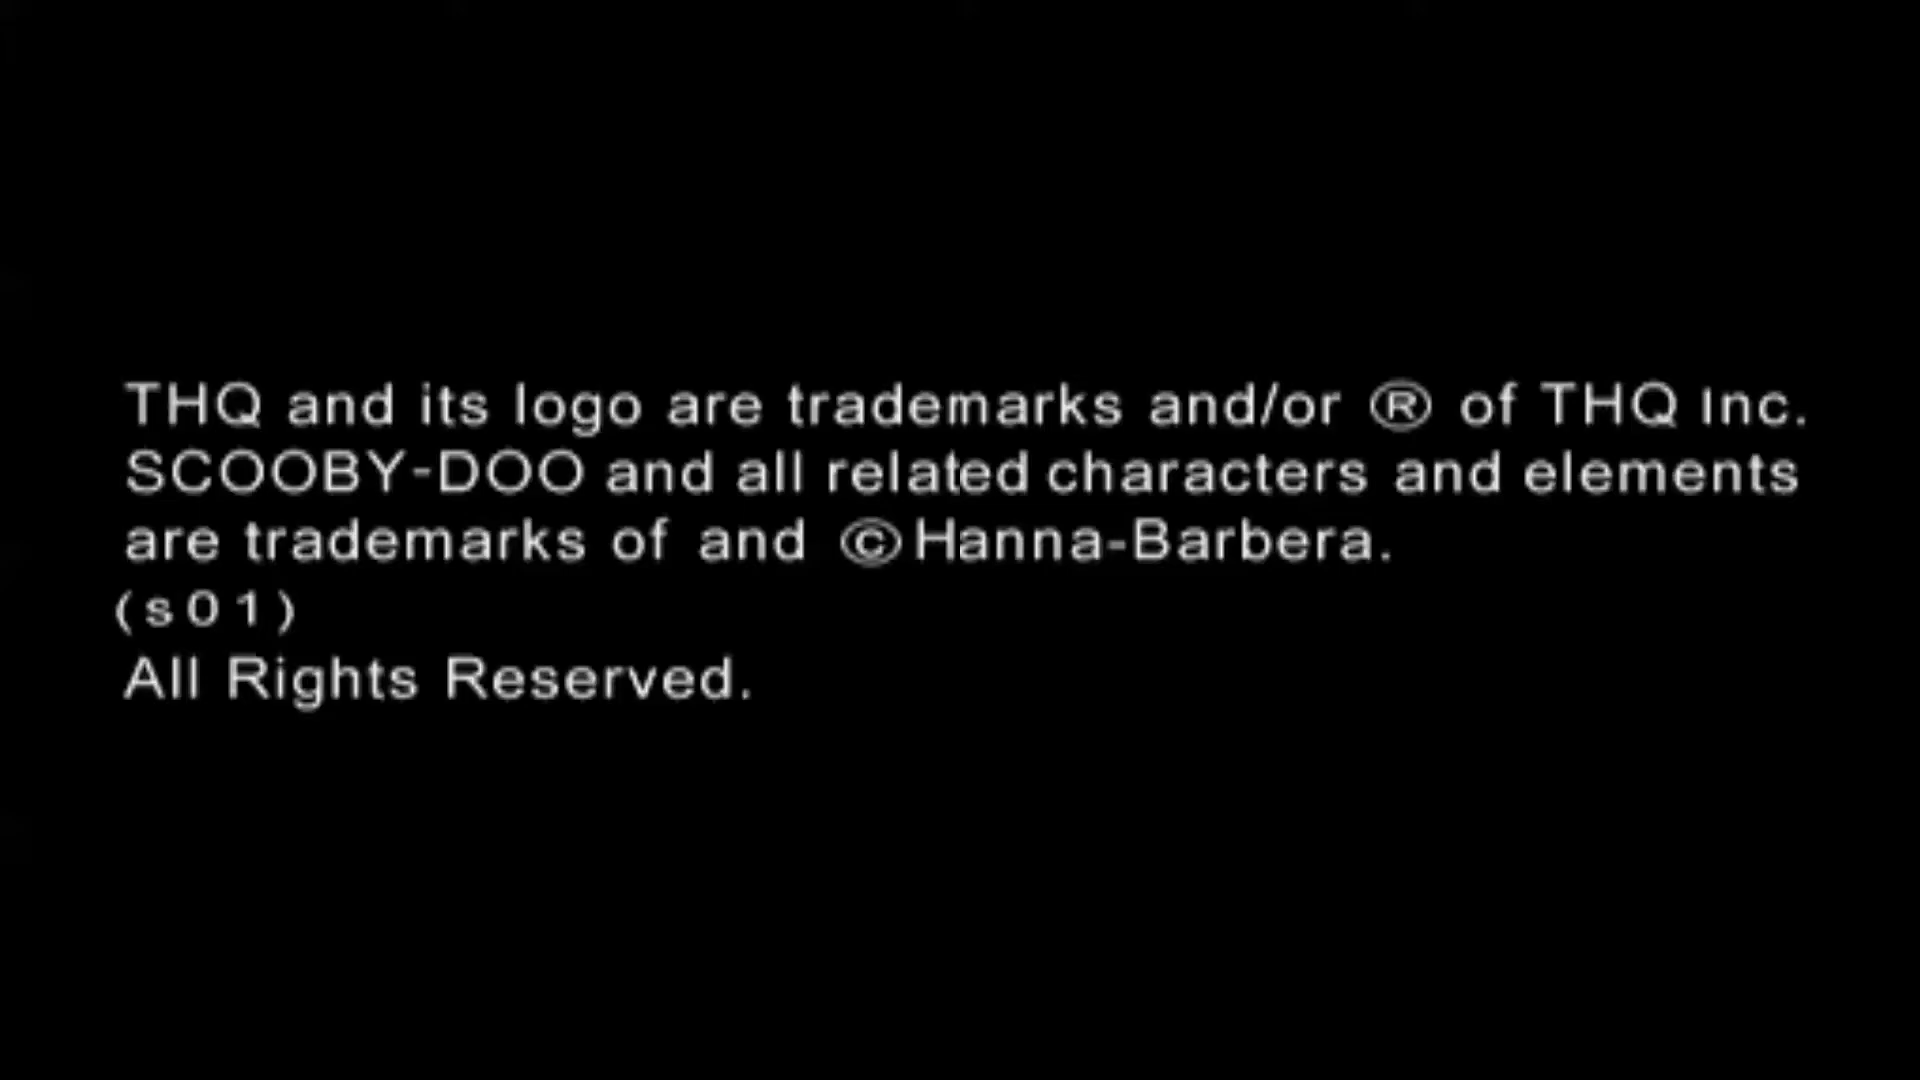 THQ and its logo are trademarks and/or ® of THQ Inc.
SCOOBY-DOO and all related characters and elements
are trademarks of and © Hanna-Barbera.
(s01)
All Rights Reserved.